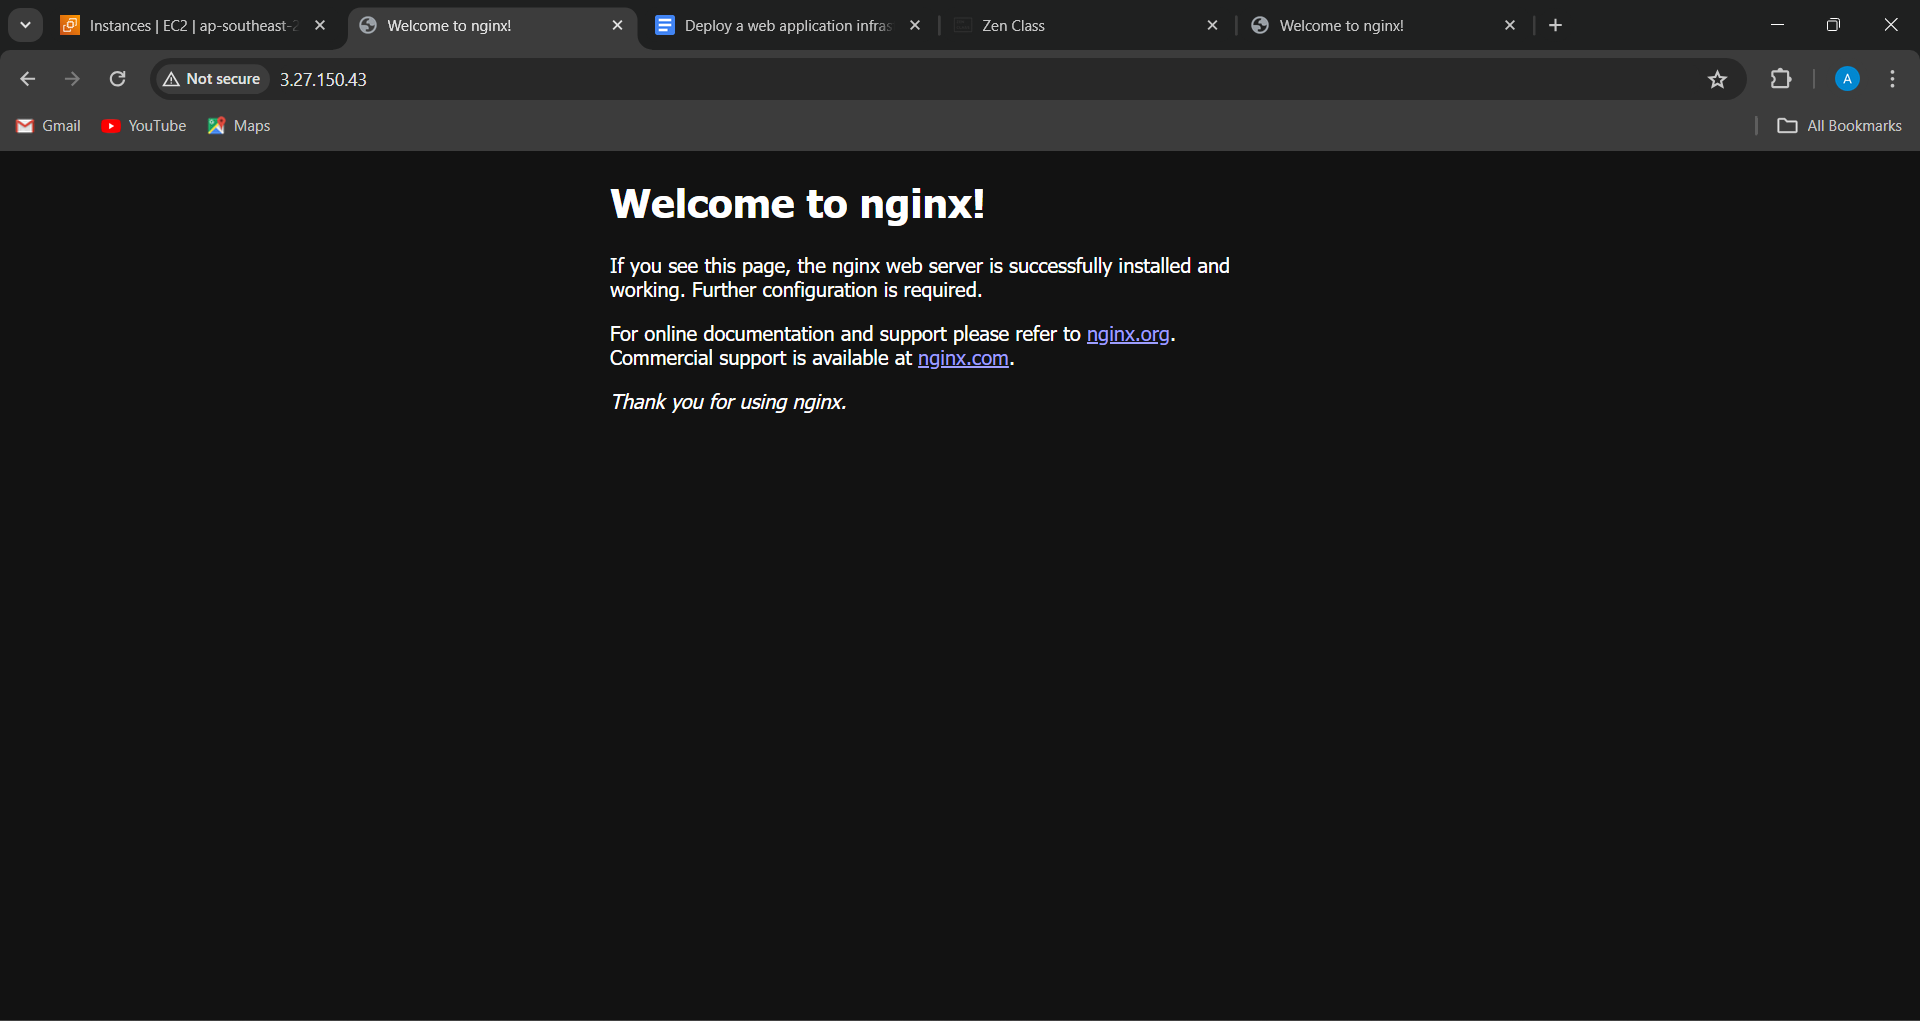 Instances | EC2 | ap-southeast-2
Welcome to nginx!
Deploy a web application infras
Zen Class
Welcome to nginx!
Not secure
3.27.150.43
A
Gmail
YouTube
Maps
All Bookmarks
Welcome to nginx!
If you see this page, the nginx web server is successfully installed and
working. Further configuration is required.
For online documentation and support please refer to nginx.org.
Commercial support is available at nginx.com.
Thank you for using nginx.